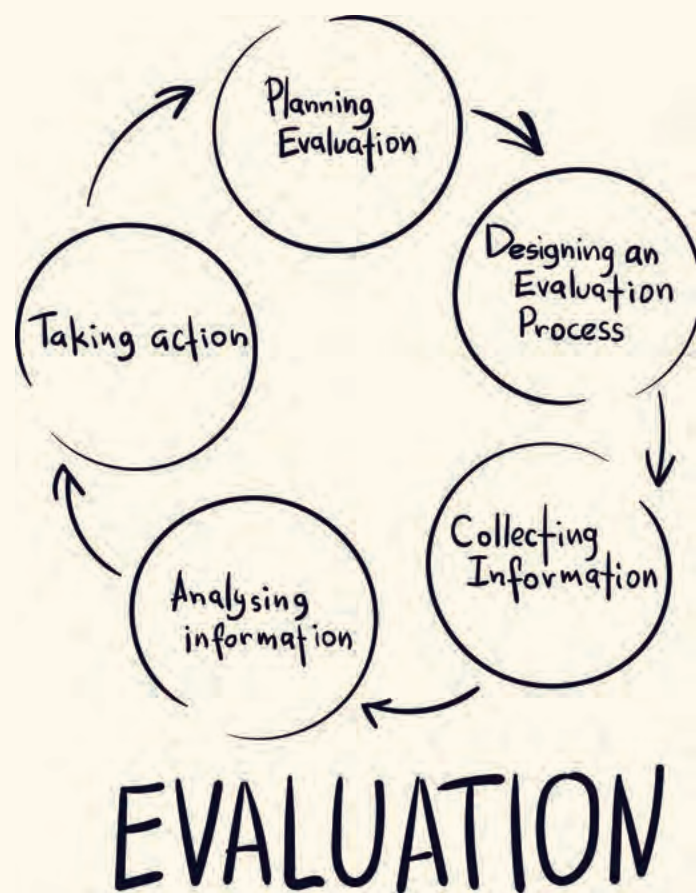 Planning
Evaluation
Designing an
Evaluation
Process
Collecting
Information
Analysing
information
Taking action
EVALUATION